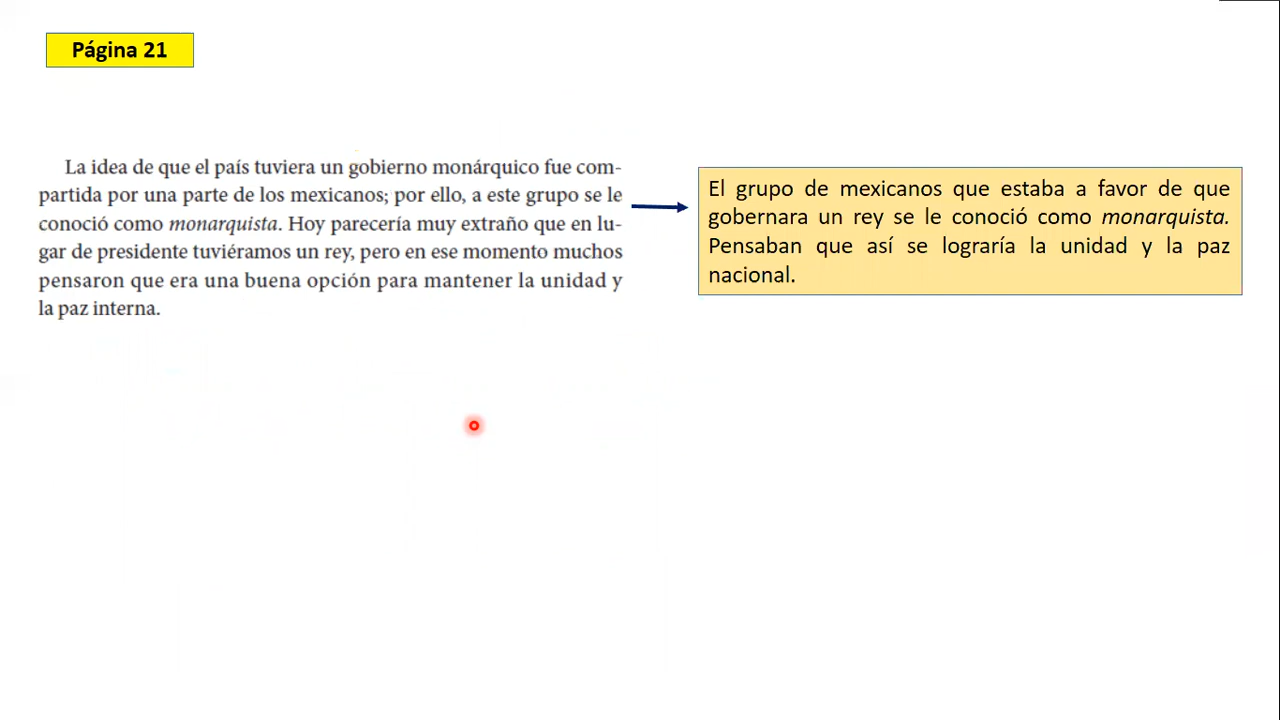 Página 21
La idea de que el país tuviera un gobierno monárquico fue com-
partida por una parte de los mexicanos; por ello, a este grupo se le
conoció como monarquista. Hoy parecería muy extraño que en lu-
gar de presidente tuviéramos un rey, pero en ese momento muchos
pensaron que era una buena opción para mantener la unidad y
la paz interna.
El grupo de mexicanos que estaba a favor de que
gobernara un rey se le conoció como monarquista.
Pensaban que así se lograría la unidad y la paz
nacional.